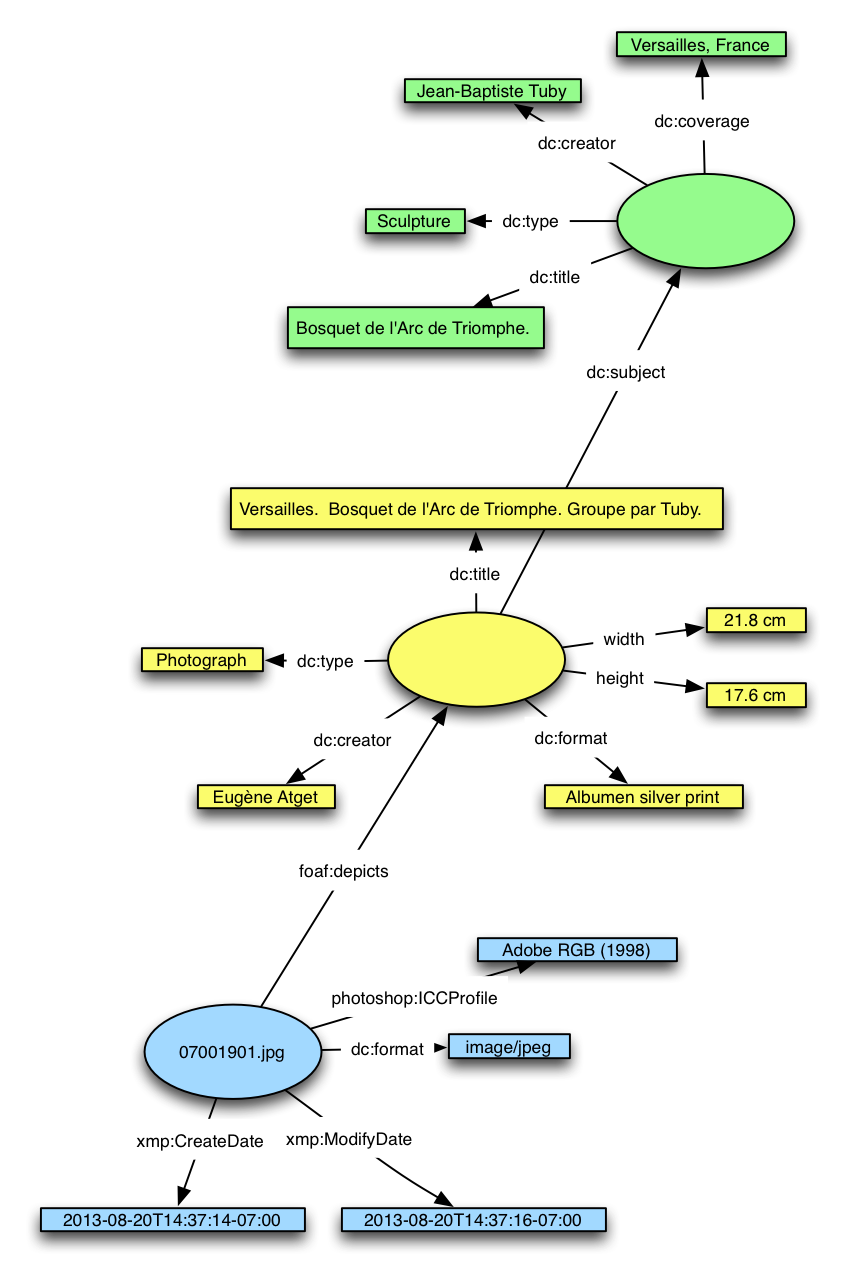 Versailles, France
Jean-Baptiste Tuby
dc:coverage
dc:creator
Sculpture
dc:type
dc:title
Bosquet de l'Arc de Triomphe.
dc:subject
Versailles.  Bosquet de l'Arc de Triomphe. Groupe par Tuby.
dc:title
21.8 cm
width
Photograph
dc:type
height
17.6 cm
dc:creator
dc:format
Eugène Atget
Albumen silver print
foaf:depicts
Adobe RGB (1998)
photoshop:ICCProfile
07001901.jpg
dc:format
image/jpeg
xmp:CreateDate
xmp:ModifyDate
2013-08-20T14:37:14-07:00
2013-08-20T14:37:16-07:00